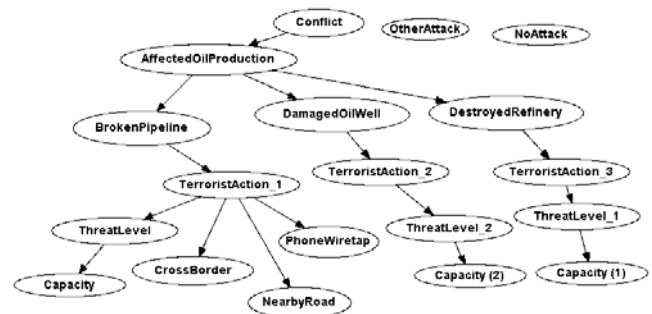 Conflict
OtherAttack
NoAttack
AffectedOilProduction
BrokenPipeline
DamagedOilWell
DestroyedRefinery
TerroristAction_1
TerroristAction_2
TerroristAction_3
ThreatLevel
PhoneWiretap
ThreatLevel_2
ThreatLevel_1
Capacity
CrossBorder
NearbyRoad
Capacity (2)
Capacity (1)